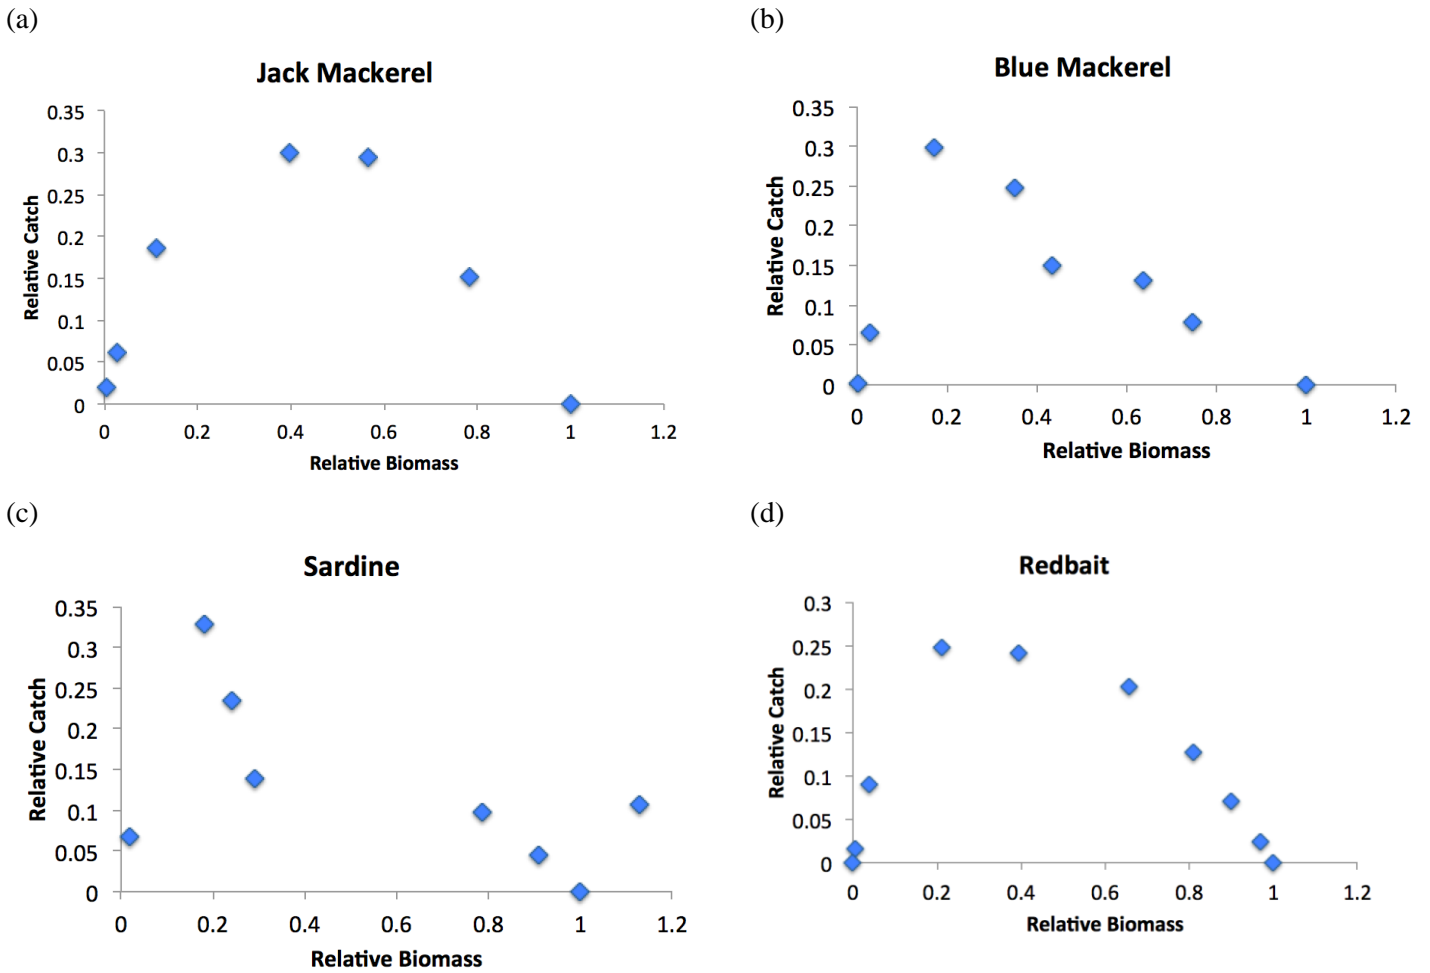 (a)
Jack Mackerel
0.35
0.3
0.25
0.2
0.15
0.1
0.05
0
Relative Catch
0 0.2 0.4 0.6 0.8 1 1.2
Relative Biomass
(b)
Blue Mackerel
0.35
0.3
0.25
0.2
0.15
0.1
0.05
0
Relative Catch
0 0.2 0.4 0.6 0.8 1 1.2
Relative Biomass
(c)
Sardine
0.35
0.3
0.25
0.2
0.15
0.1
0.05
0
Relative Catch
0 0.2 0.4 0.6 0.8 1 1.2
Relative Biomass
(d)
Redbait
0.3
0.25
0.2
0.15
0.1
0.05
0
Relative Catch
0 0.2 0.4 0.6 0.8 1 1.2
Relative Biomass